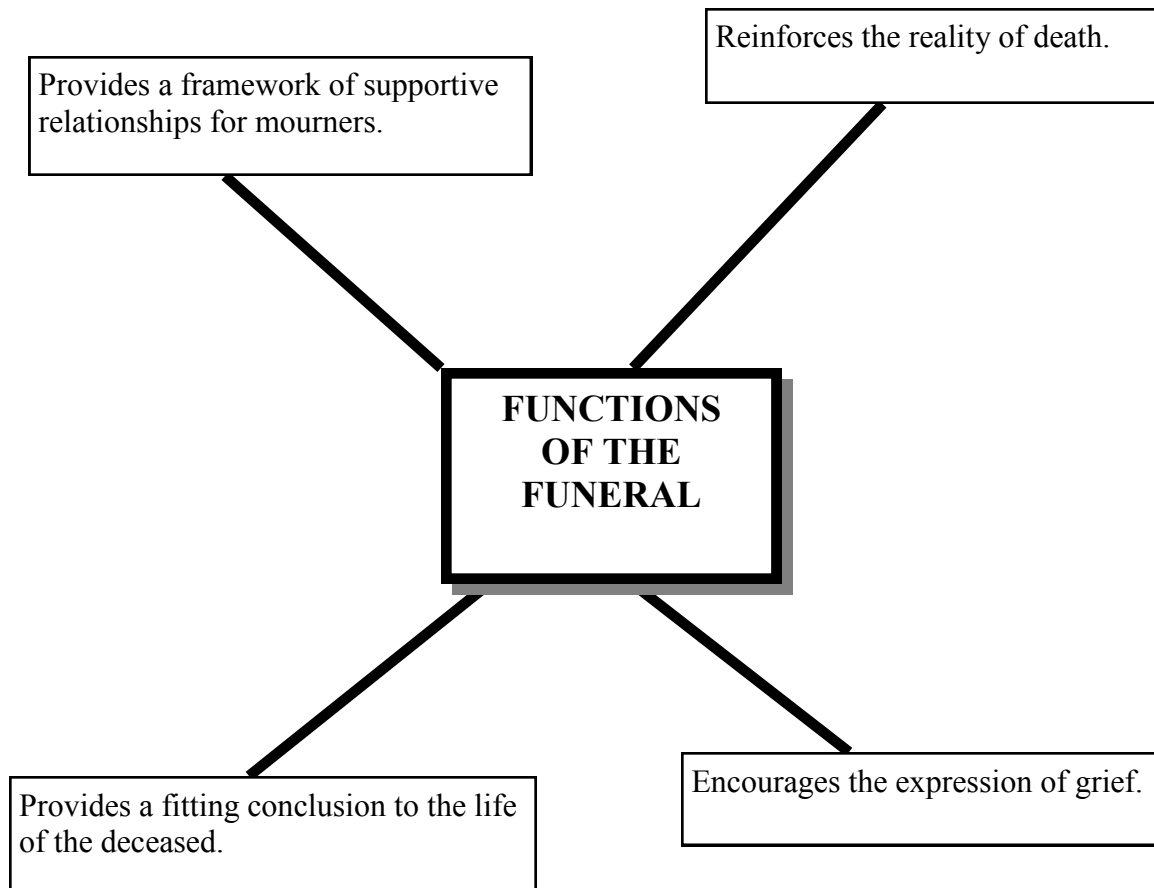 Reinforces the reality of death.
Provides a framework of supportive
relationships for mourners.
FUNCTIONS
OF THE
FUNERAL
Encourages the expression of grief.
Provides a fitting conclusion to the life
of the deceased.